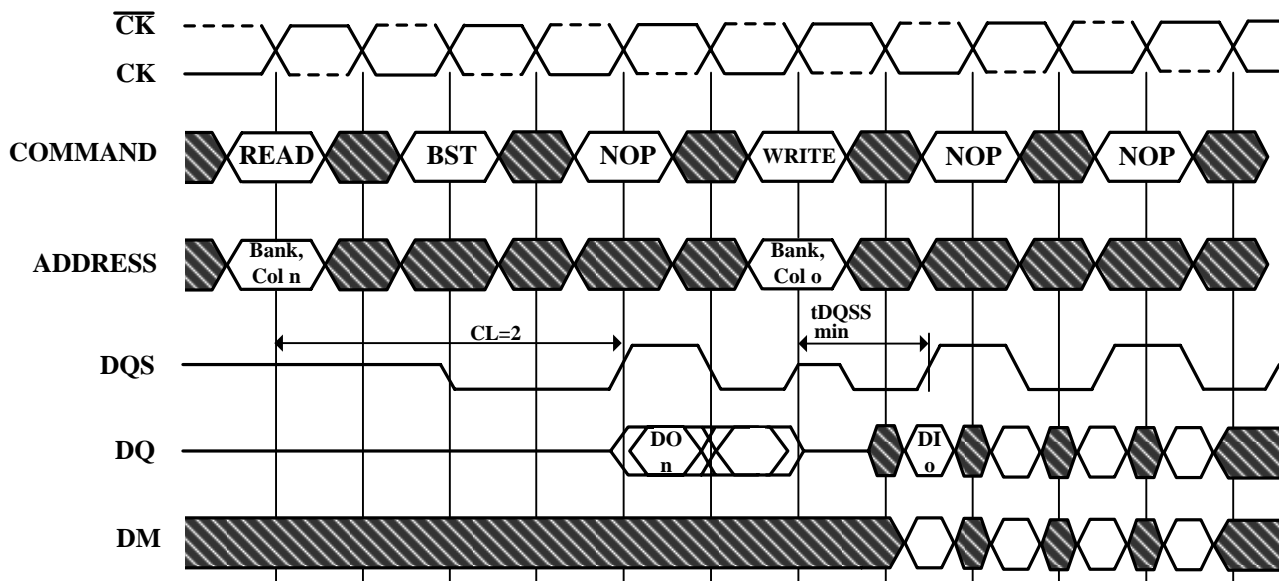 CK
CK
COMMAND
READ
BST
NOP
WRITE
NOP
NOP
ADDRESS
Bank,
Col n
Bank,
Col o
CL=2
tDQSS
min
DQS
DQ
DO
n
DI
o
DM